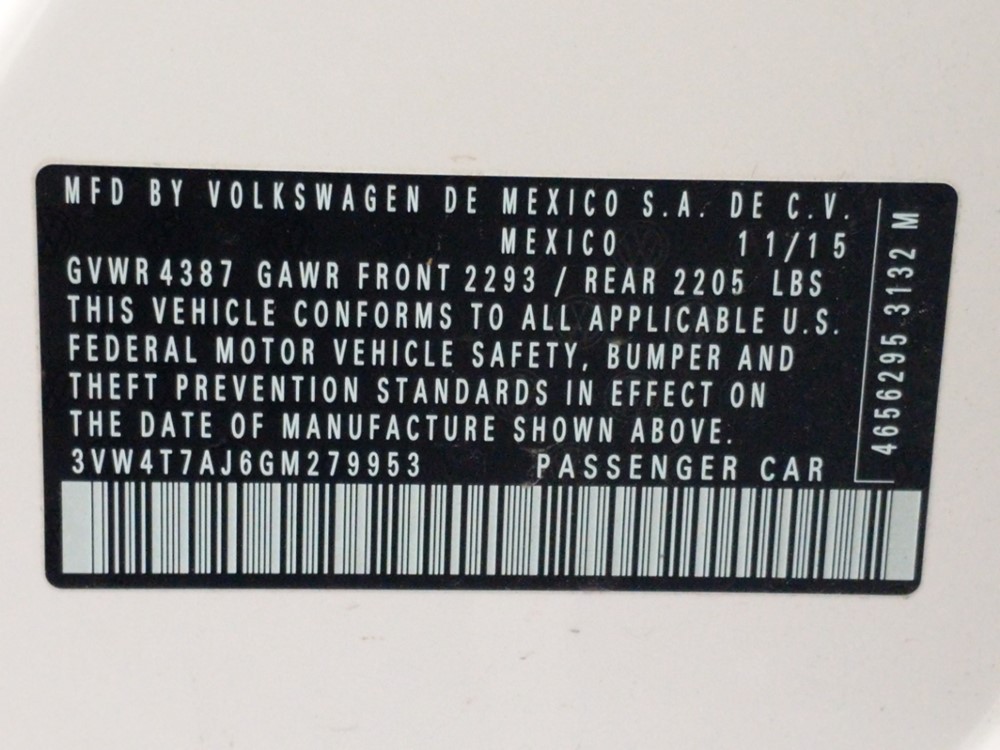 MFD BY VOLKSWAGEN DE MEXICO S.A. DE C.V.
MEXICO 11/15
GVWR 4387 GAWR FRONT 2293 / REAR 2205 LBS
THIS VEHICLE CONFORMS TO ALL APPLICABLE U.S.
FEDERAL MOTOR VEHICLE SAFETY, BUMPER AND
THEFT PREVENTION STANDARDS IN EFFECT ON
THE DATE OF MANUFACTURE SHOWN ABOVE.
3VW4T7AJ6GM279953 PASSENGER CAR
4656295 3132 M